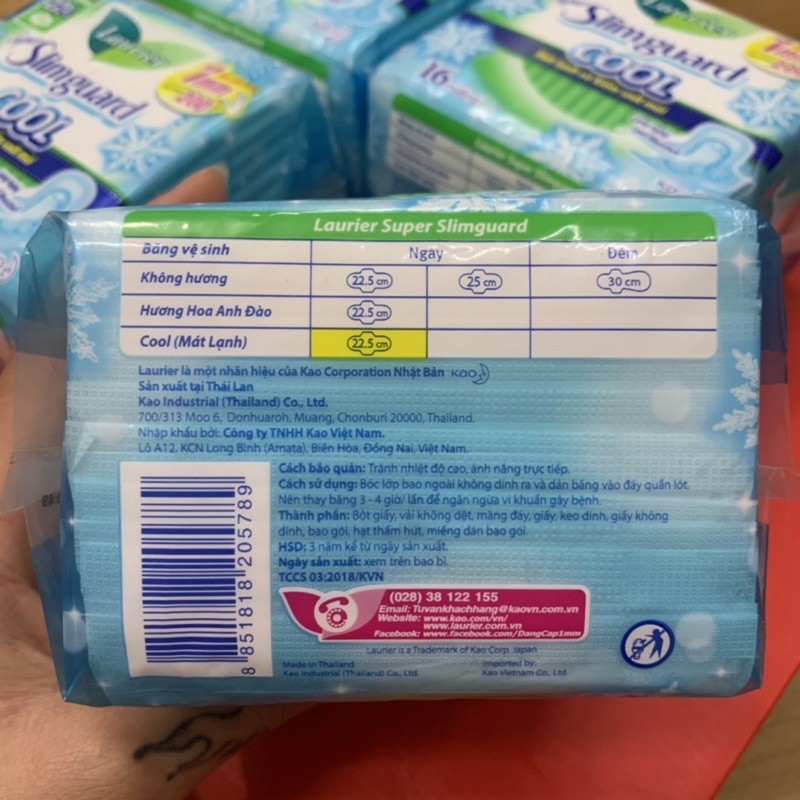 Laurier
Slimguard
COOL
Laurier
Slimguard
COOL
16
Laurier Super Slimguard
Laurier Super Slimguard
Băng vệ sinh Ngày Đêm
Không hương 22.5 cm 25 cm 30 cm
Hương Hoa Anh Đào 22.5 cm
Cool (Mát Lạnh) 22.5 cm
Laurier là một nhãn hiệu của Kao Corporation Nhật Bản KAO
Sản xuất tại Thái Lan
Kao Industrial (Thailand) Co., Ltd.
700/313 Moo 6, Donhuaroh, Muang, Chonburi 20000, Thailand.
Nhập khẩu bởi: Công ty TNHH Kao Việt Nam.
Lô A12, KCN Long Bình (Amata), Biên Hòa, Đồng Nai, Việt Nam.
Cách bảo quản: Tránh nhiệt độ cao, ánh nắng trực tiếp.
Cách sử dụng: Bóc lớp bao ngoài không dính ra và dán băng vào đáy quần lót.
Nên thay băng 3 - 4 giờ/ lần để ngăn ngừa vi khuẩn gây bệnh.
Thành phần: Bột giấy, vải không dệt, màng đáy, giấy, keo dính, giấy không
dính, bao gói, hạt thấm hút, miếng dán bao gói.
HSD: 3 năm kể từ ngày sản xuất.
Ngày sản xuất: xem trên bao bì.
TCCS 03:2018/KVN
8 851818 205789
(028) 38 122 155
Email: Tuvankhachhang@kaovn.com.vn
Website: www.kao.com/vn/
www.laurier.com.vn
Facebook: www.facebook.com/DangCap1mm
Laurier is a Trademark of Kao Corp. Japan
Made in Thailand Imported by:
Kao Industrial (Thailand) Co., Ltd. Kao Vietnam Co., Ltd.